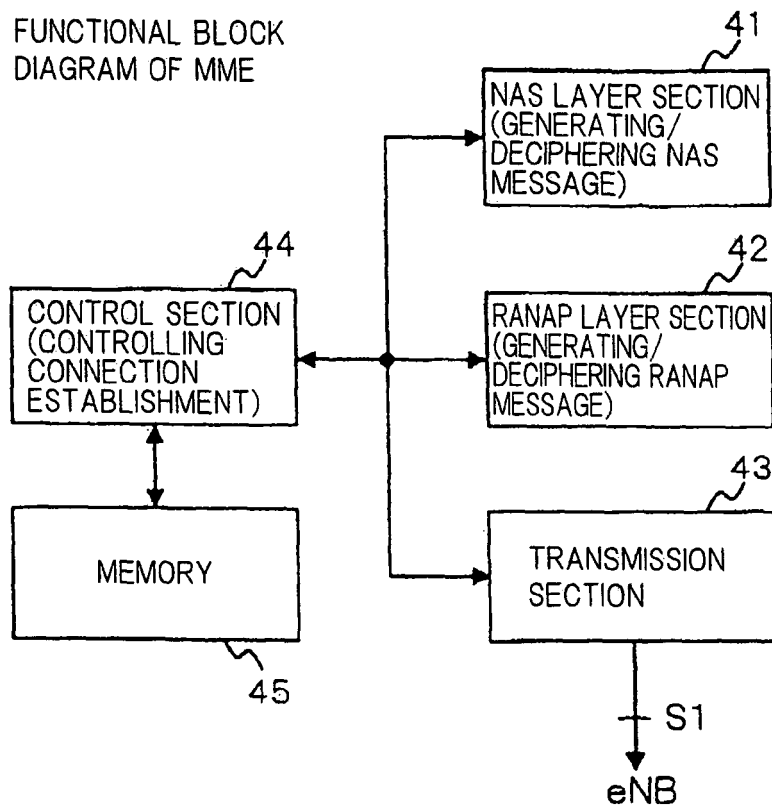 FUNCTIONAL BLOCK
DIAGRAM OF MME
41
NAS LAYER SECTION
(GENERATING/
DECIPHERING NAS
MESSAGE)
44
CONTROL SECTION
(CONTROLLING
CONNECTION
ESTABLISHMENT)
42
RANAP LAYER SECTION
(GENERATING/
DECIPHERING RANAP
MESSAGE)
MEMORY
45
43
TRANSMISSION
SECTION
S1
eNB